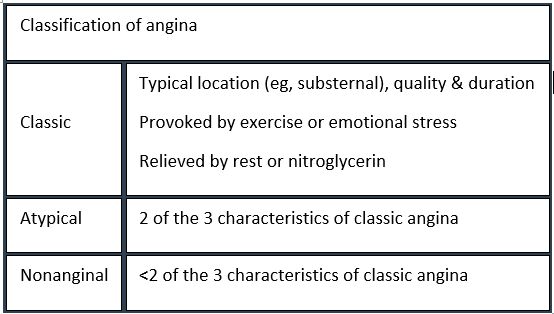 Classification of angina
Typical location (eg, substernal), quality & duration
Classic
Provoked by exercise or emotional stress
Relieved by rest or nitroglycerin
Atypical
2 of the 3 characteristics of classic angina
Nonanginal
<2 of the 3 characteristics of classic angina